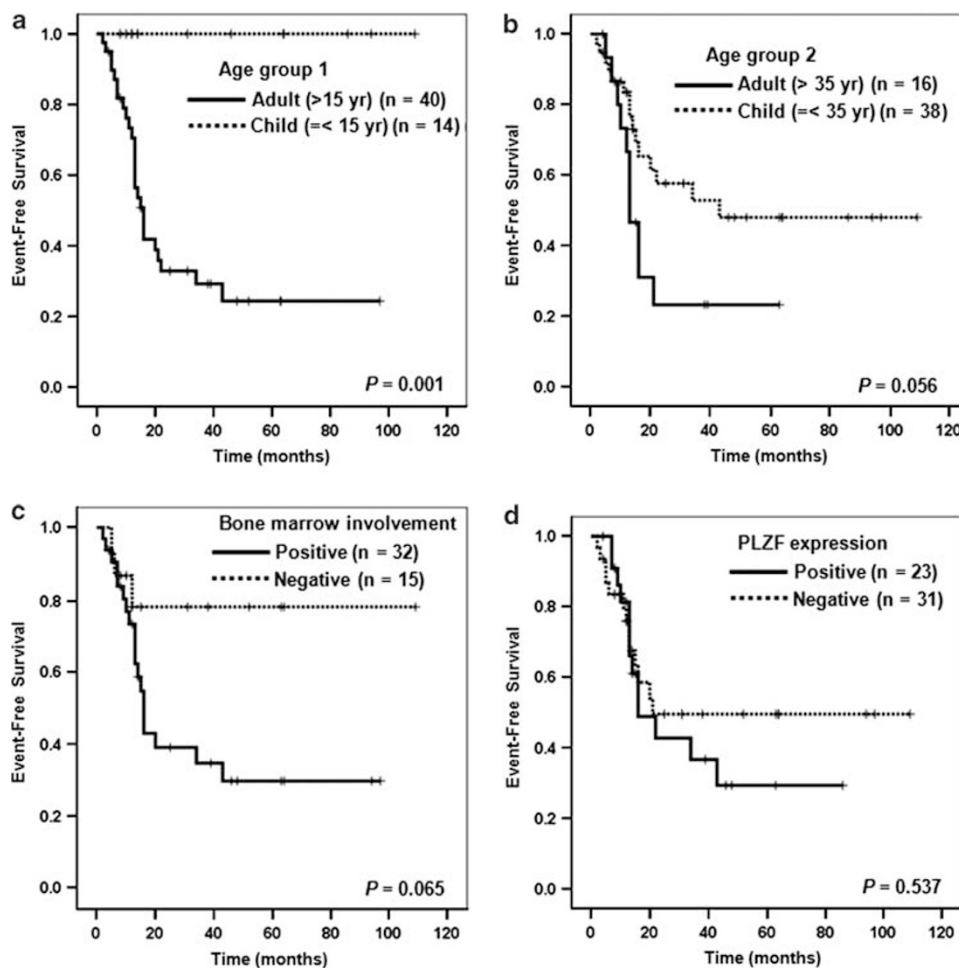 a
Event-Free Survival
1.0
0.8
0.6
0.4
0.2
0.0
Age group 1
Adult (>15 yr) (n = 40)
Child (=< 15 yr) (n = 14)
P = 0.001
0 20 40 60 80 100 120
Time (months)
b
Event-Free Survival
1.0
0.8
0.6
0.4
0.2
0.0
Age group 2
Adult (> 35 yr) (n = 16)
Child (=< 35 yr) (n = 38)
P = 0.056
0 20 40 60 80 100 120
Time (months)
c
Event-Free Survival
1.0
0.8
0.6
0.4
0.2
0.0
Bone marrow involvement
Positive (n = 32)
Negative (n = 15)
P = 0.065
0 20 40 60 80 100 120
Time (months)
d
Event-Free Survival
1.0
0.8
0.6
0.4
0.2
0.0
PLZF expression
Positive (n = 23)
Negative (n = 31)
P = 0.537
0 20 40 60 80 100 120
Time (months)